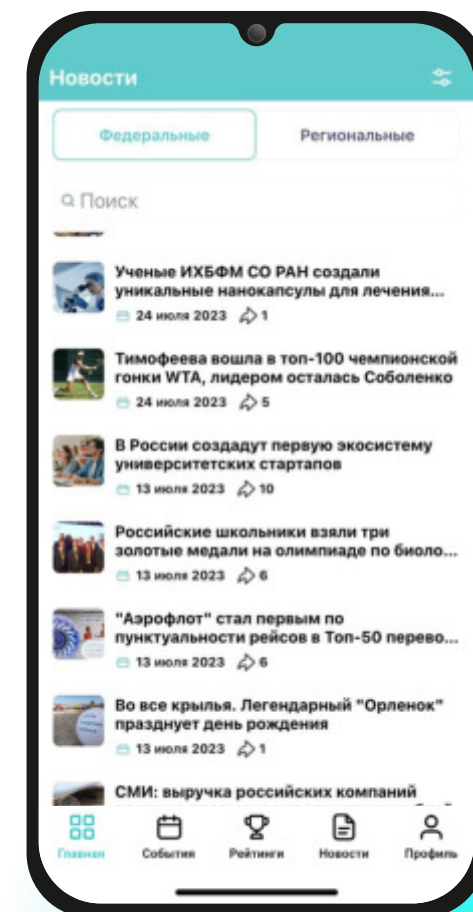 Новости
Федеральные
Региональные
Поиск
Ученые ИХБФМ СО РАН создали
уникальные нанокапсулы для лечения...
24 июля 2023 1
Тимофеева вошла в топ-100 чемпионской
гонки WTA, лидером осталась Соболенко
24 июля 2023 5
В России создадут первую экосистему
университетских стартапов
13 июля 2023 10
Российские школьники взяли три
золотые медали на олимпиаде по биоло...
13 июля 2023 6
"Аэрофлот" стал первым по
пунктуальности рейсов в Топ-50 перево...
13 июля 2023 6
Во все крылья. Легендарный "Орленок"
празднует день рождения
13 июля 2023 1
СМИ: выручка российских компаний
Главная
События
Рейтинги
Новости
Профиль